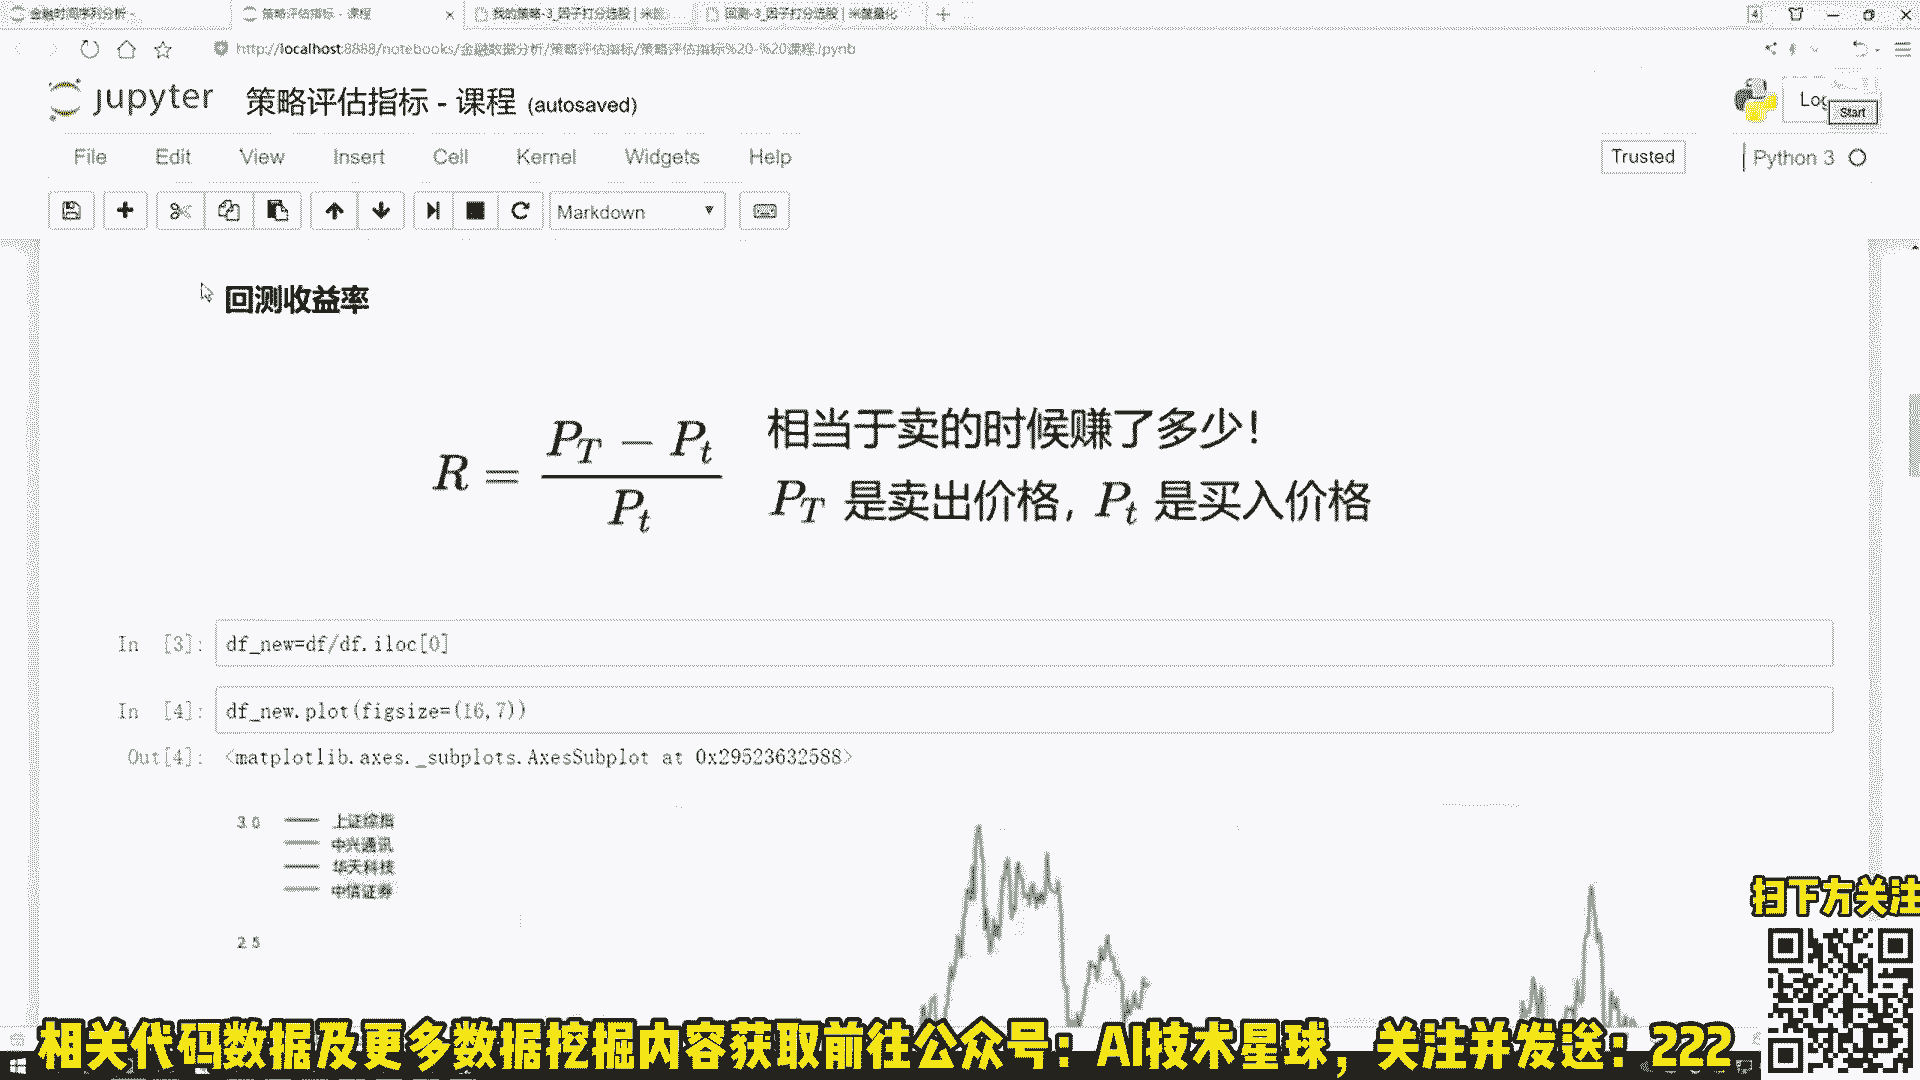 金融时间序列分析 -
策略评估指标 - 课程
我的策略-3_因子打分选股 | 米筐
回测-3_因子打分选股 | 米筐量化
4
http://localhost:8888/notebooks/金融数据分析/策略评估指标/策略评估指标%20-%20课程.ipynb
jupyter 策略评估指标 - 课程 (autosaved)
Start
File Edit View Insert Cell Kernel Widgets Help
Trusted
Python 3
Markdown
回测收益率
R = (P_T − P_t) / P_t
相当于卖的时候赚了多少!
P_T 是卖出价格, P_t 是买入价格
In [3]: df_new=df/df.iloc[0]
In [4]: df_new.plot(figsize=(16,7))
Out[4]: <matplotlib.axes._subplots.AxesSubplot at 0x29523632588>
3.0
上证综指
中兴通讯
华天科技
中信证券
2.5
扫下方关注
相关代码数据及更多数据挖掘内容获取前往公众号：AI技术星球，关注并发送：222